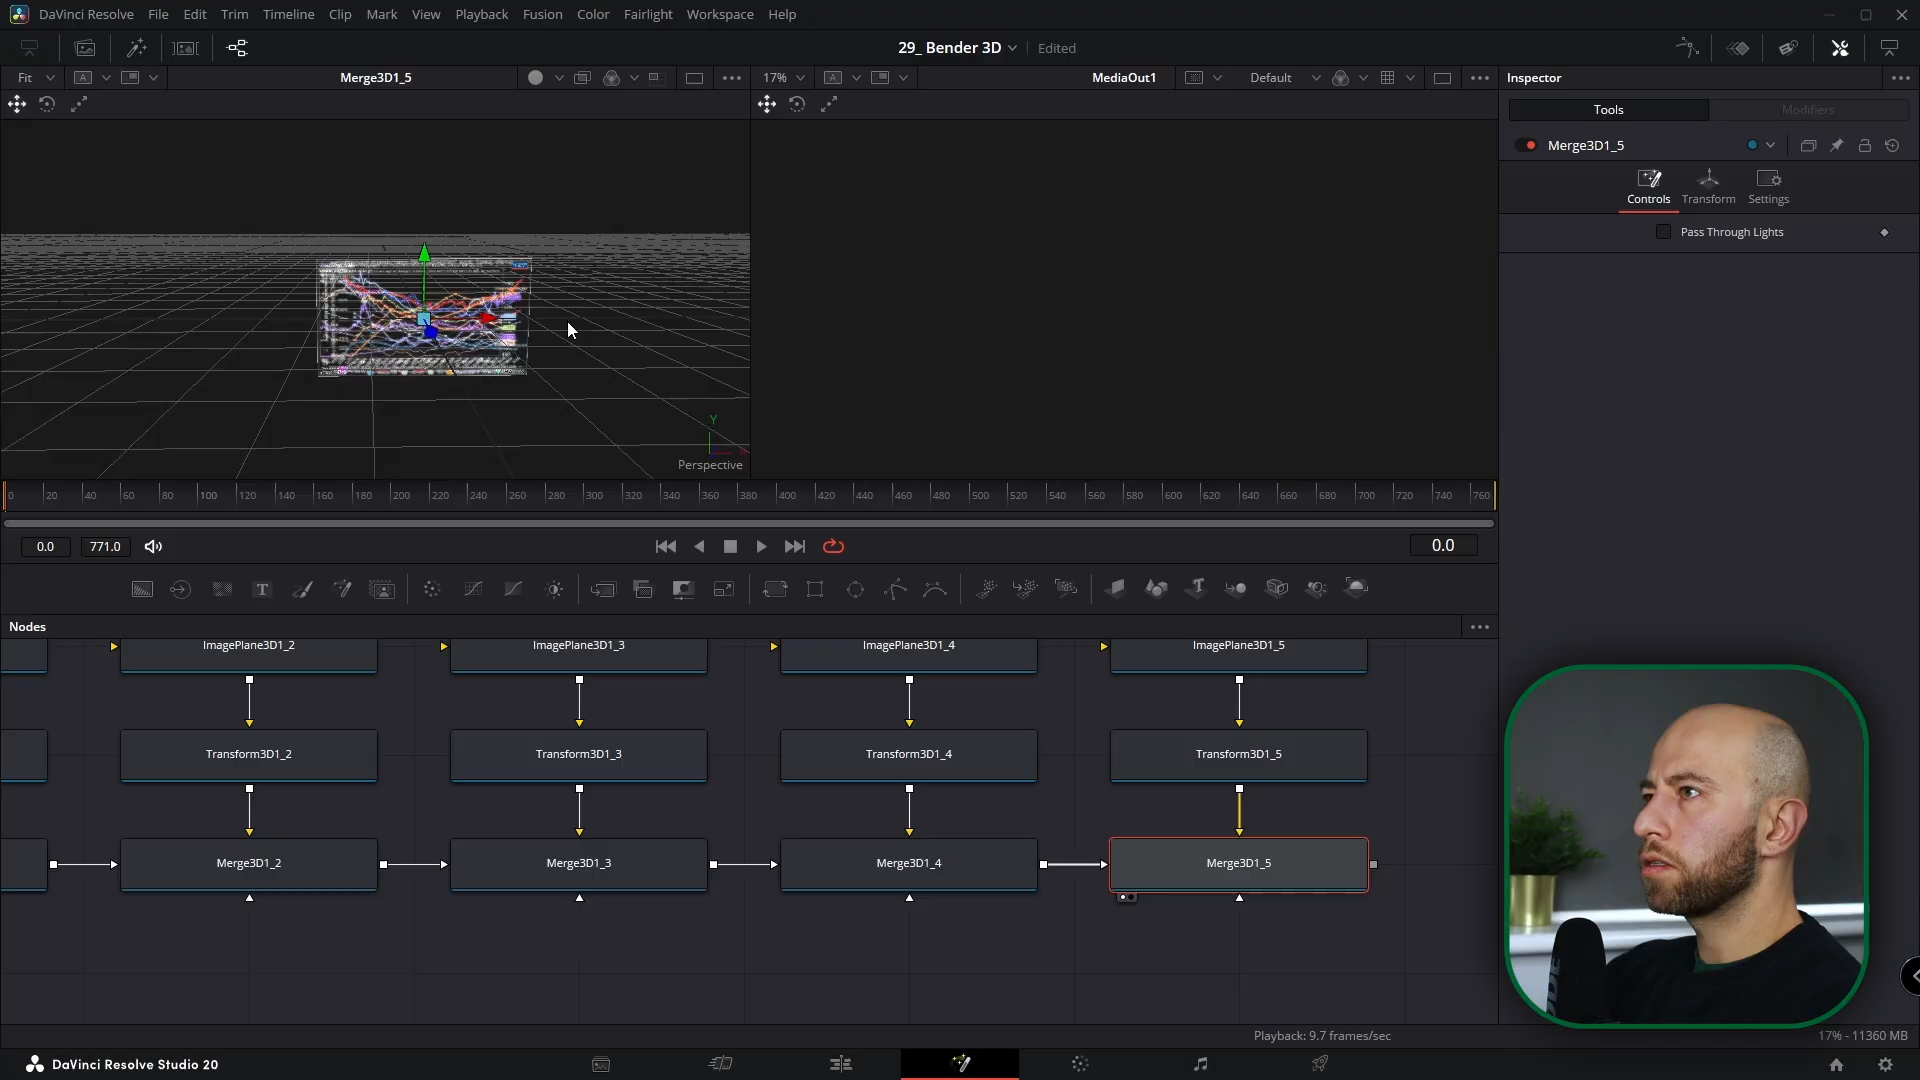 DaVinci Resolve File Edit Trim Timeline Clip Mark View Playback Fusion Color Fairlight Workspace Help
29_ Bender 3D Edited
Fit A Merge3D1_5 17% A MediaOut1 Default Inspector
Tools Modifiers
Merge3D1_5
Controls Transform Settings
Pass Through Lights
Y
Perspective
0 20 40 60 80 100 120 140 160 180 200 220 240 260 280 300 320 340 360 380 400 420 440 460 480 500 520 540 560 580 600 620 640 660 680 700 720 740 760
0.0 771.0 0.0
Nodes
ImagePlane3D1_2 ImagePlane3D1_3 ImagePlane3D1_4 ImagePlane3D1_5
Transform3D1_2 Transform3D1_3 Transform3D1_4 Transform3D1_5
Merge3D1_2 Merge3D1_3 Merge3D1_4 Merge3D1_5
Playback: 9.7 frames/sec 17% - 11360 MB
DaVinci Resolve Studio 20